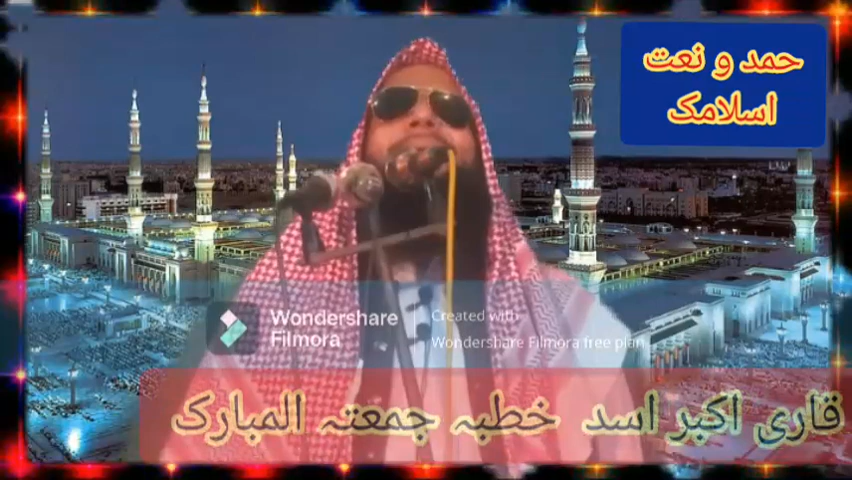 حمد و نعت
اسلامک
Wondershare
Filmora
Created with
Wondershare Filmora free plan
قاری اکبر اسد خطبہ جمعتہ المبارک